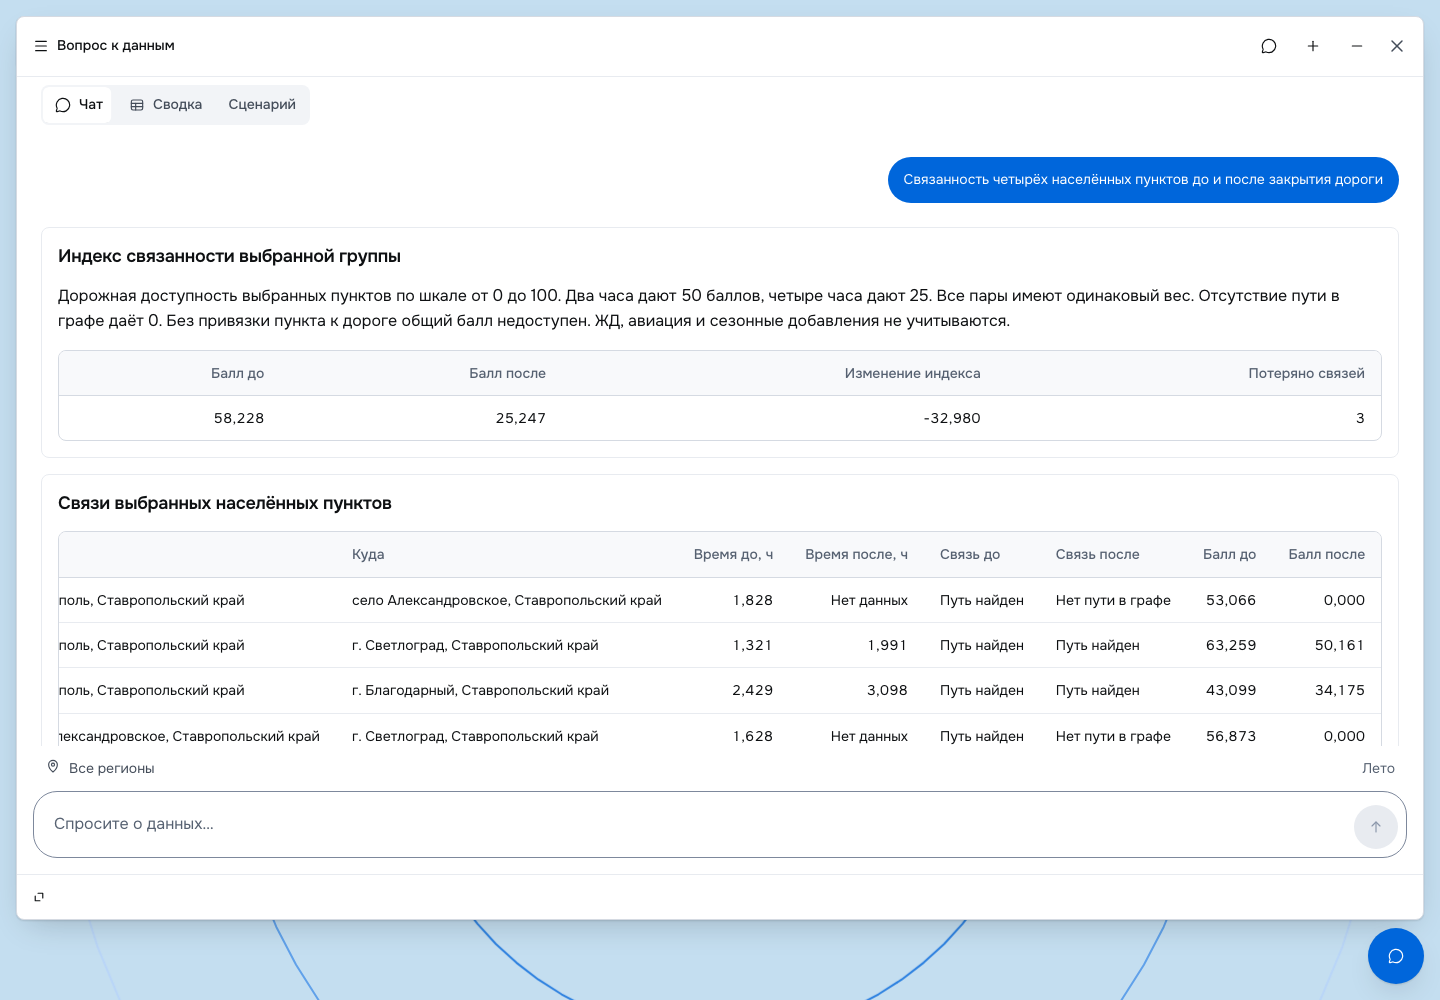 Вопрос к данным
Чат
Сводка
Сценарий
Связанность четырёх населённых пунктов до и после закрытия дороги
Индекс связанности выбранной группы
Дорожная доступность выбранных пунктов по шкале от 0 до 100. Два часа дают 50 баллов, четыре часа дают 25. Все пары имеют одинаковый вес. Отсутствие пути в
графе даёт 0. Без привязки пункта к дороге общий балл недоступен. ЖД, авиация и сезонные добавления не учитываются.
Балл до Балл после Изменение индекса Потеряно связей
58,228 25,247 -32,980 3
Связи выбранных населённых пунктов
Куда Время до, ч Время после, ч Связь до Связь после Балл до Балл после
поль, Ставропольский край село Александровское, Ставропольский край 1,828 Нет данных Путь найден Нет пути в графе 53,066 0,000
поль, Ставропольский край г. Светлоград, Ставропольский край 1,321 1,991 Путь найден Путь найден 63,259 50,161
поль, Ставропольский край г. Благодарный, Ставропольский край 2,429 3,098 Путь найден Путь найден 43,099 34,175
лександровское, Ставропольский край г. Светлоград, Ставропольский край 1,628 Нет данных Путь найден Нет пути в графе 56,873 0,000
Все регионы Лето
Спросите о данных...